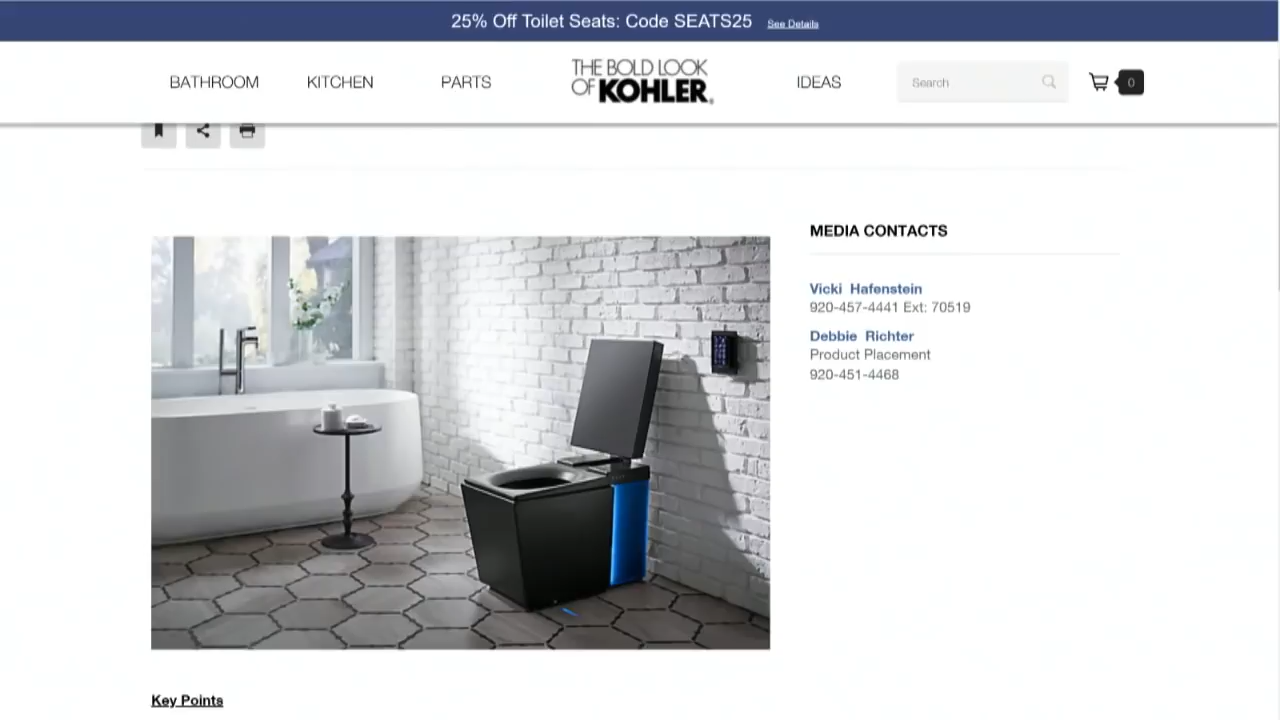 25% Off Toilet Seats: Code SEATS25 See Details
BATHROOM KITCHEN PARTS
THE BOLD LOOK
OF KOHLER®
IDEAS
Search
0
MEDIA CONTACTS
Vicki Hafenstein
920-457-4441 Ext: 70519
Debbie Richter
Product Placement
920-451-4468
Key Points